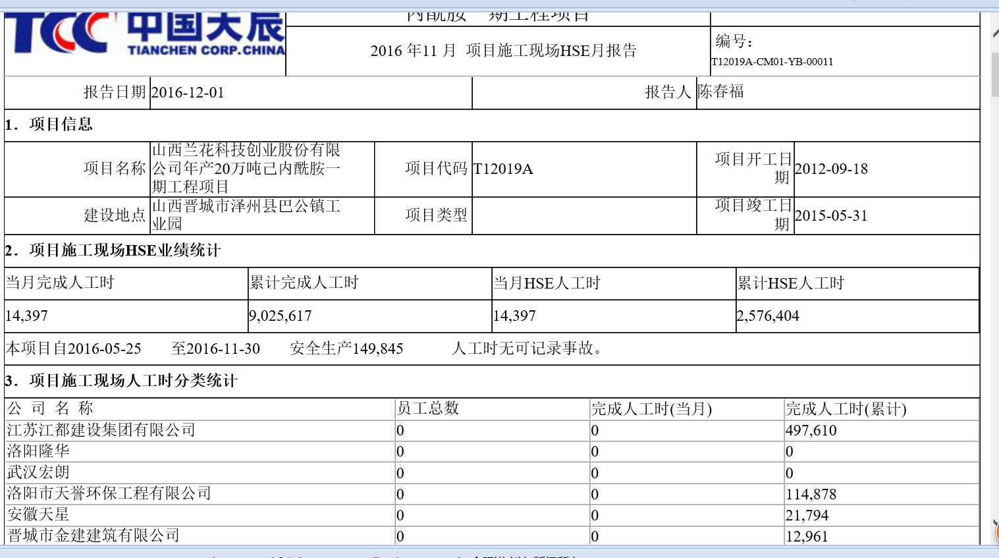 TCC 中国天辰
TIANCHEN CORP.CHINA
内酰胺一期工程项目
2016 年11 月 项目施工现场HSE月报告
编号：
T12019A-CM01-YB-00011
报告日期 2016-12-01 报告人 陈春福
1．项目信息
项目名称 山西兰花科技创业股份有限
公司年产20万吨己内酰胺一
期工程项目
项目代码 T12019A
项目开工日
期
2012-09-18
建设地点 山西晋城市泽州县巴公镇工
业园
项目类型
项目竣工日
期
2015-05-31
2．项目施工现场HSE业绩统计
当月完成人工时 累计完成人工时 当月HSE人工时 累计HSE人工时
14,397 9,025,617 14,397 2,576,404
本项目自2016-05-25 至2016-11-30 安全生产149,845 人工时无可记录事故。
3．项目施工现场人工时分类统计
公 司 名 称 员工总数 完成人工时(当月) 完成人工时(累计)
江苏江都建设集团有限公司 0 0 497,610
洛阳隆华 0 0 0
武汉宏朗 0 0 0
洛阳市天誉环保工程有限公司 0 0 114,878
安徽天星 0 0 21,794
晋城市金建建筑有限公司 0 0 12,961